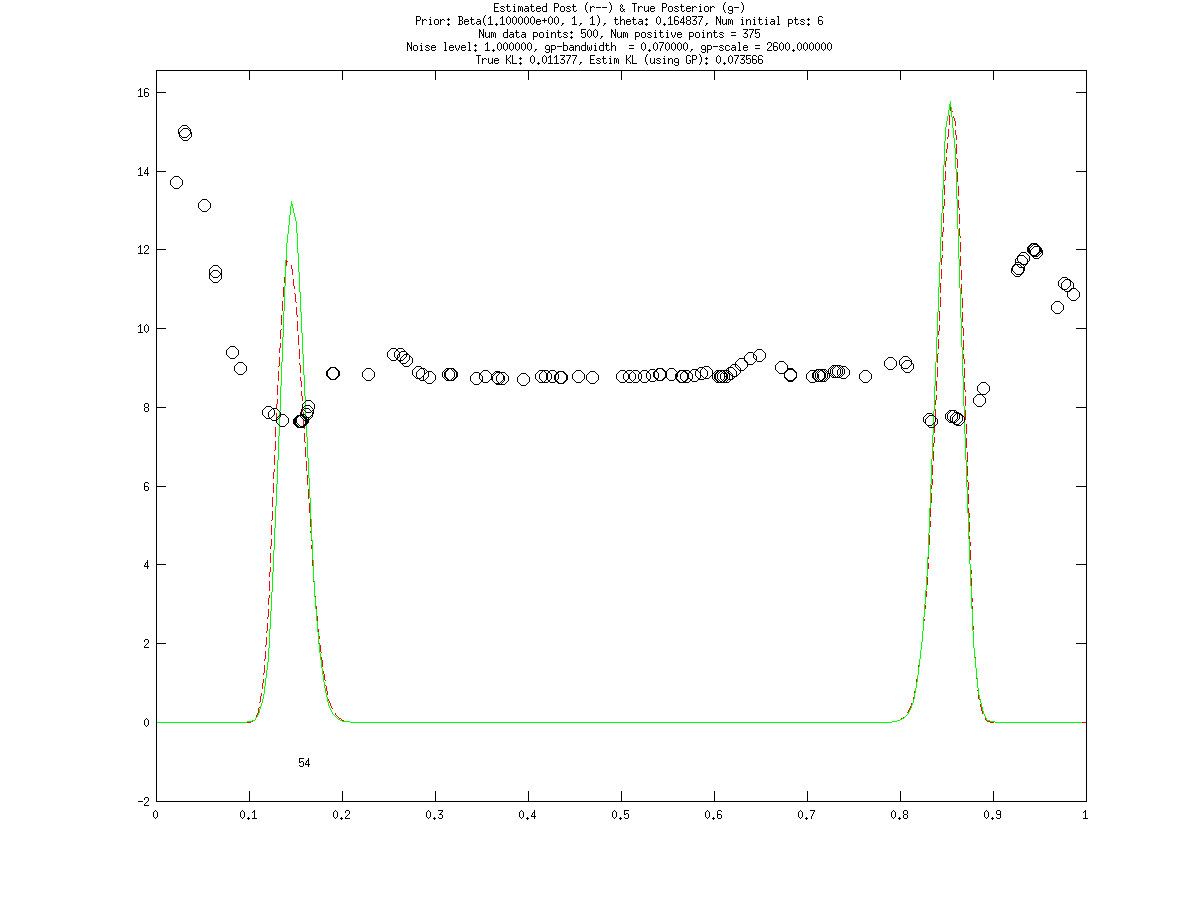 Estimated Post (r--) & True Posterior (g-)
Prior: Beta(1.100000e+00, 1, 1), theta: 0.164837, Num initial pts: 6
Num data points: 500, Num positive points = 375
Noise level: 1.000000, gp-bandwidth  = 0.070000, gp-scale = 2600.000000
True KL: 0.011377, Estim KL (using GP): 0.073566
16
14
12
10
8
6
4
2
0
54
-2
0 0.1 0.2 0.3 0.4 0.5 0.6 0.7 0.8 0.9 1